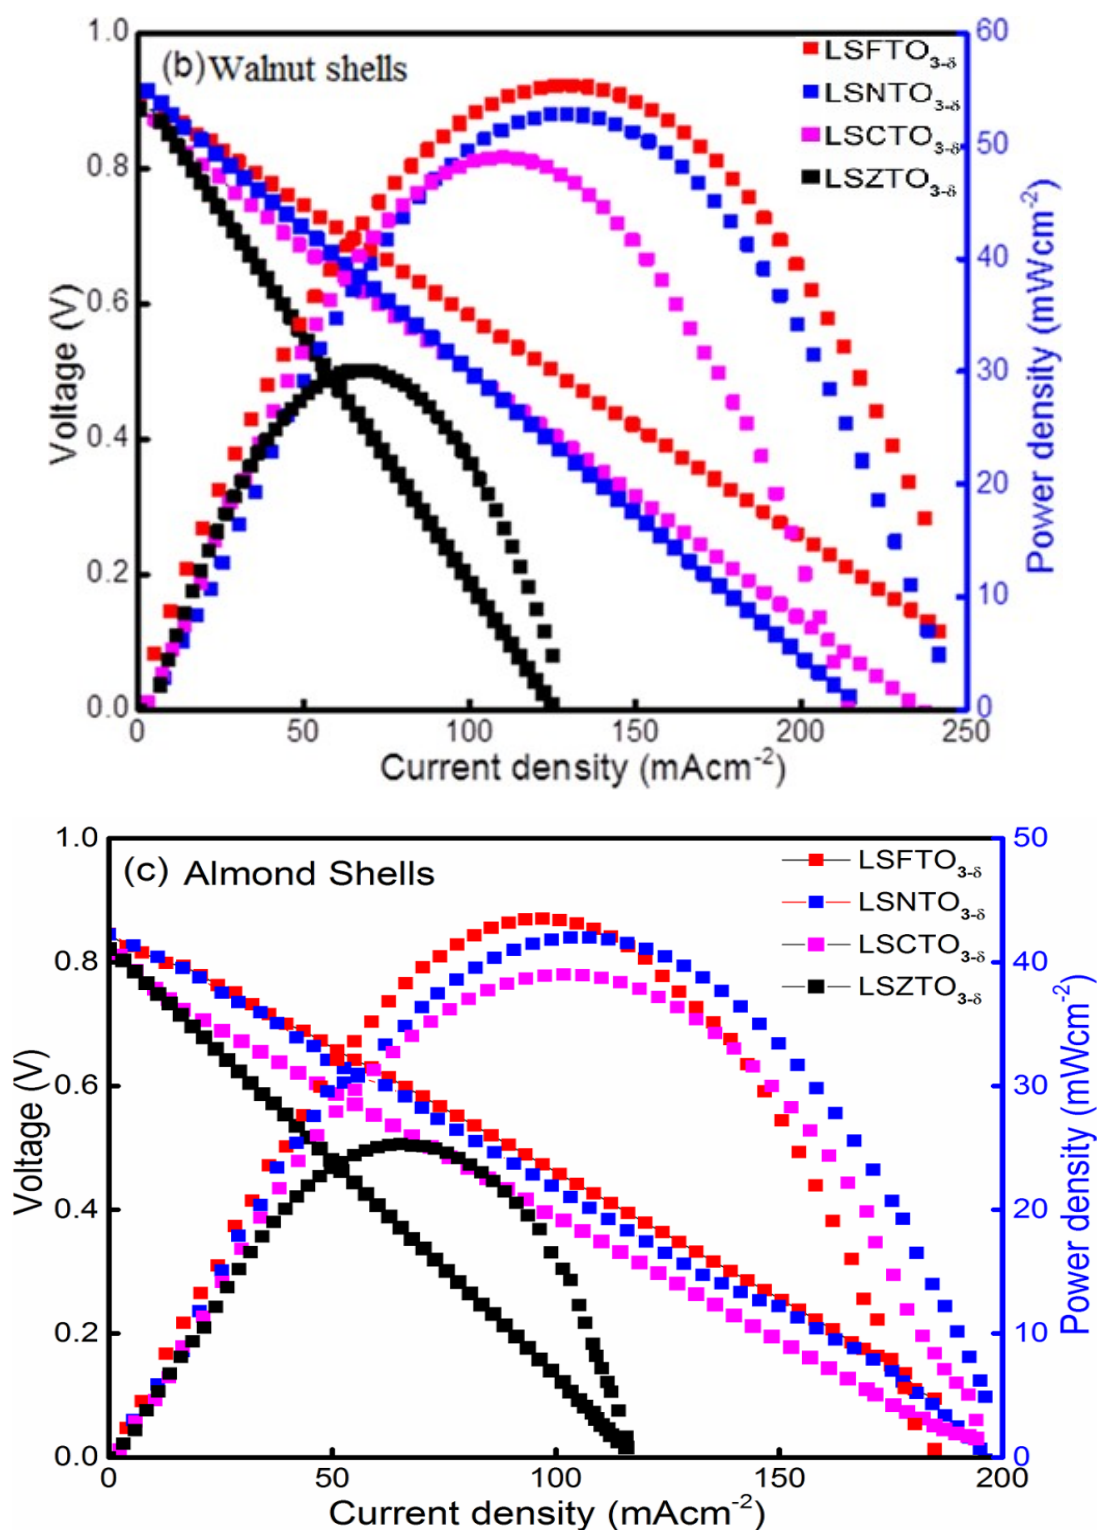 (b)Walnut shells
LSFTO3-δ
LSNTO3-δ
LSCTO3-δ
LSZTO3-δ
1.0
0.8
0.6
0.4
0.2
0.0
Voltage (V)
60
50
40
30
20
10
0
Power density (mWcm-2)
0 50 100 150 200 250
Current density (mAcm-2)
(c) Almond Shells
LSFTO3-δ
LSNTO3-δ
LSCTO3-δ
LSZTO3-δ
1.0
0.8
0.6
0.4
0.2
0.0
Voltage (V)
50
40
30
20
10
0
Power density (mWcm-2)
0 50 100 150 200
Current density (mAcm-2)